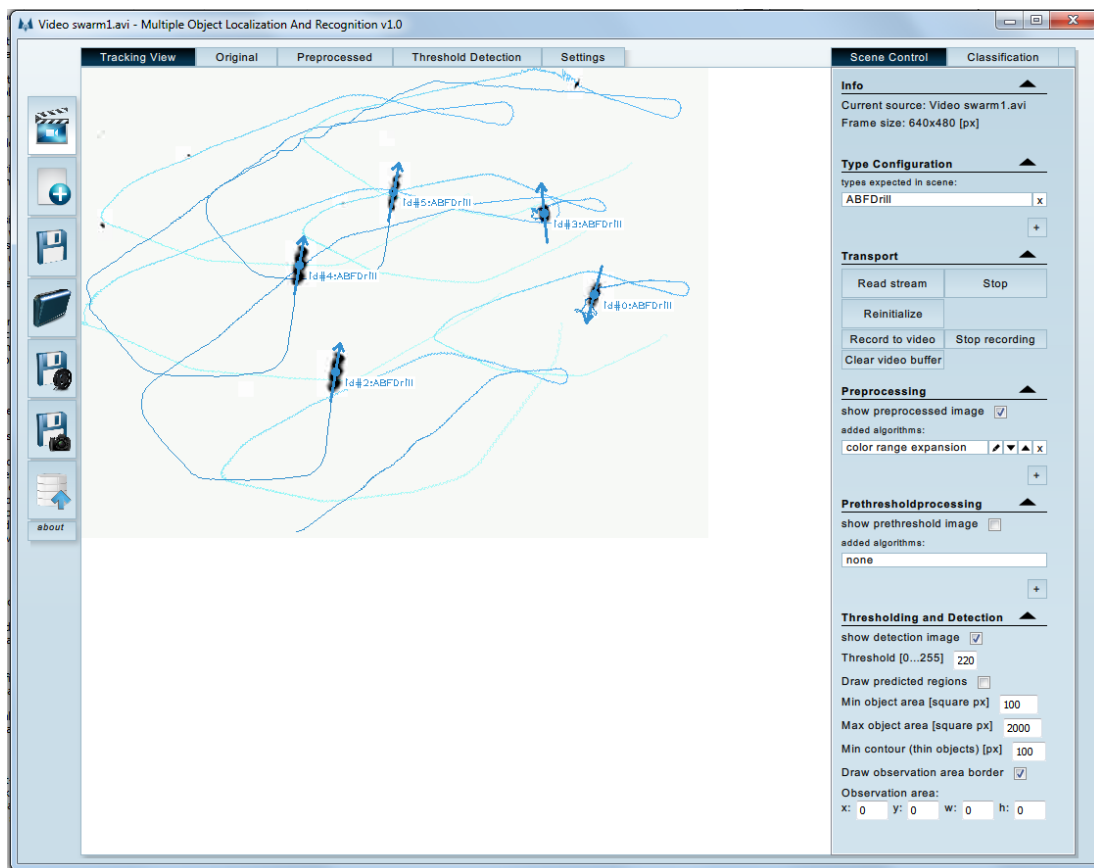 Video swarm1.avi - Multiple Object Localization And Recognition v1.0
Tracking View Original Preprocessed Threshold Detection Settings
Scene Control Classification
about
Id#5:ABFDrill
Id#3:ABFDrill
Id#4:ABFDrill
Id#0:ABFDrill
Id#2:ABFDrill
Info
Current source: Video swarm1.avi
Frame size: 640x480 [px]
Type Configuration
types expected in scene:
ABFDrill x
+
Transport
Read stream Stop
Reinitialize
Record to video Stop recording
Clear video buffer
Preprocessing
show preprocessed image
added algorithms:
color range expansion x
+
Prethresholdprocessing
show prethreshold image
added algorithms:
none
+
Thresholding and Detection
show detection image
Threshold [0...255] 220
Draw predicted regions
Min object area [square px] 100
Max object area [square px] 2000
Min contour (thin objects) [px] 100
Draw observation area border
Observation area:
x: 0 y: 0 w: 0 h: 0